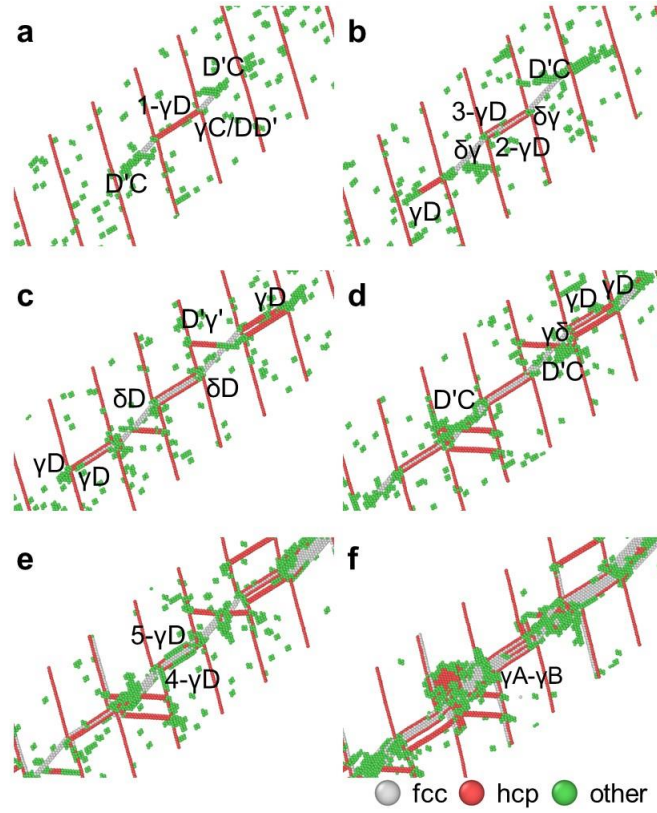 a
D'C
1-γD
γC/DD'
D'C
b
D'C
3-γD
δγ
δγ
2-γD
γD
c
γD
D'γ'
δD
δD
γD
γD
d
γD
γD
γδ
D'C
D'C
e
5-γD
4-γD
f
γA-γB
fcc hcp other